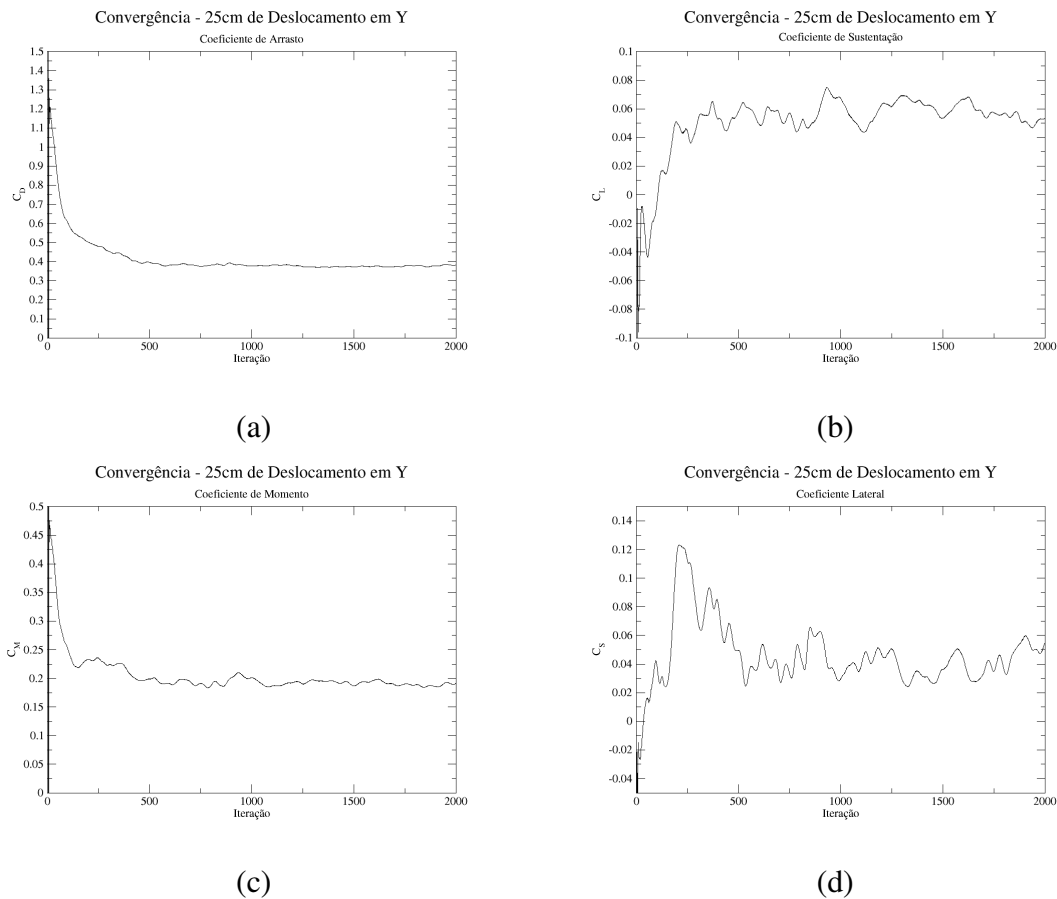 Convergência - 25cm de Deslocamento em Y
Coeficiente de Arrasto
1.5
1.4
1.3
1.2
1.1
1
0.9
0.8
0.7
0.6
0.5
0.4
0.3
0.2
0.1
0
C_D
0 500 1000 1500 2000
Iteração
(a)
Convergência - 25cm de Deslocamento em Y
Coeficiente de Sustentação
0.1
0.08
0.06
0.04
0.02
0
-0.02
-0.04
-0.06
-0.08
-0.1
C_L
0 500 1000 1500 2000
Iteração
(b)
Convergência - 25cm de Deslocamento em Y
Coeficiente de Momento
0.5
0.45
0.4
0.35
0.3
0.25
0.2
0.15
0.1
0.05
0
C_M
0 500 1000 1500 2000
Iteração
(c)
Convergência - 25cm de Deslocamento em Y
Coeficiente Lateral
0.14
0.12
0.1
0.08
0.06
0.04
0.02
0
-0.02
-0.04
C_S
0 500 1000 1500 2000
Iteração
(d)